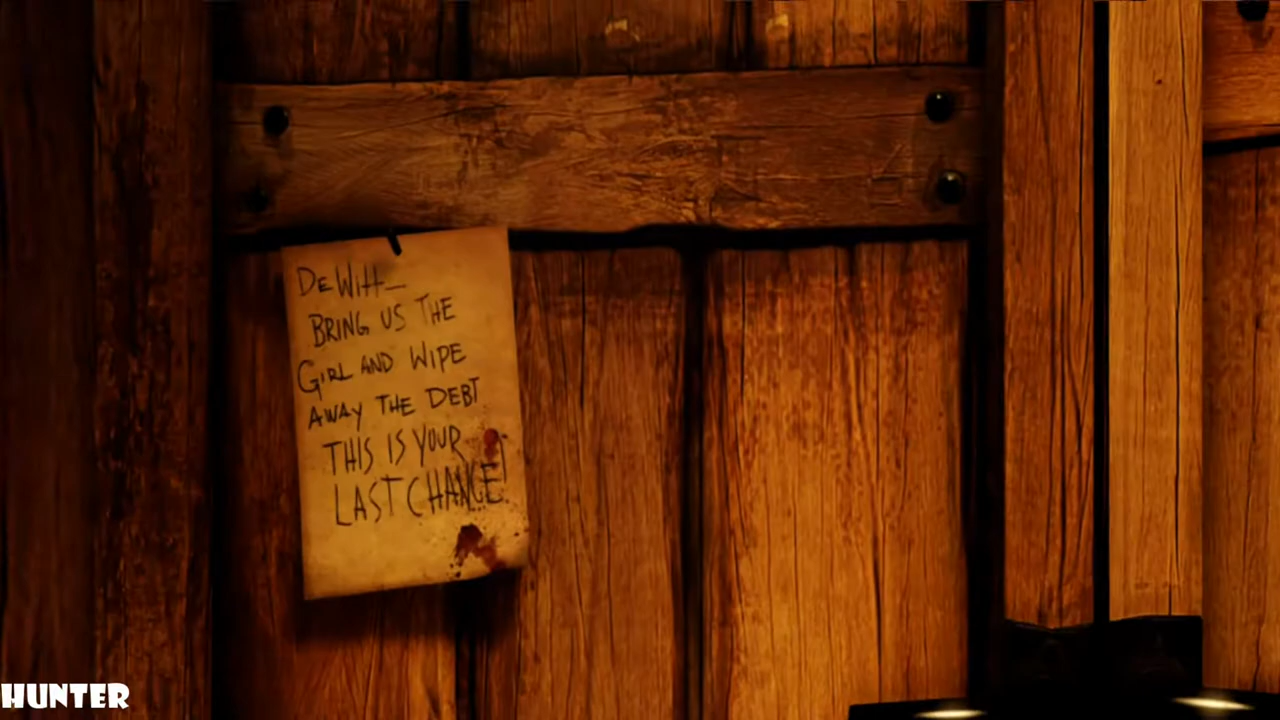 DeWitt—
BRING US THE
GIRL AND WIPE
AWAY THE DEBT
THIS IS YOUR
LAST CHANCE!
HUNTER